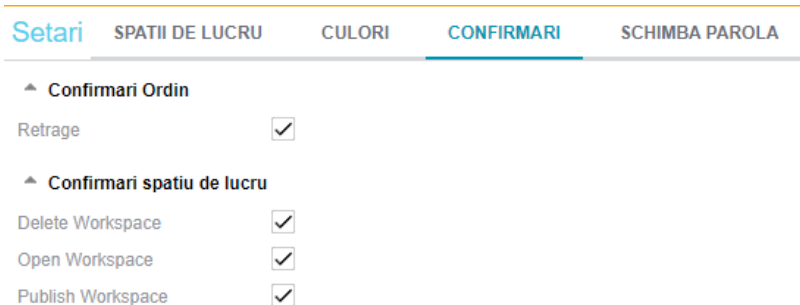 Setari SPATII DE LUCRU CULORI CONFIRMARI SCHIMBA PAROLA
Confirmari Ordin
Retrage
Confirmari spatiu de lucru
Delete Workspace
Open Workspace
Publish Workspace